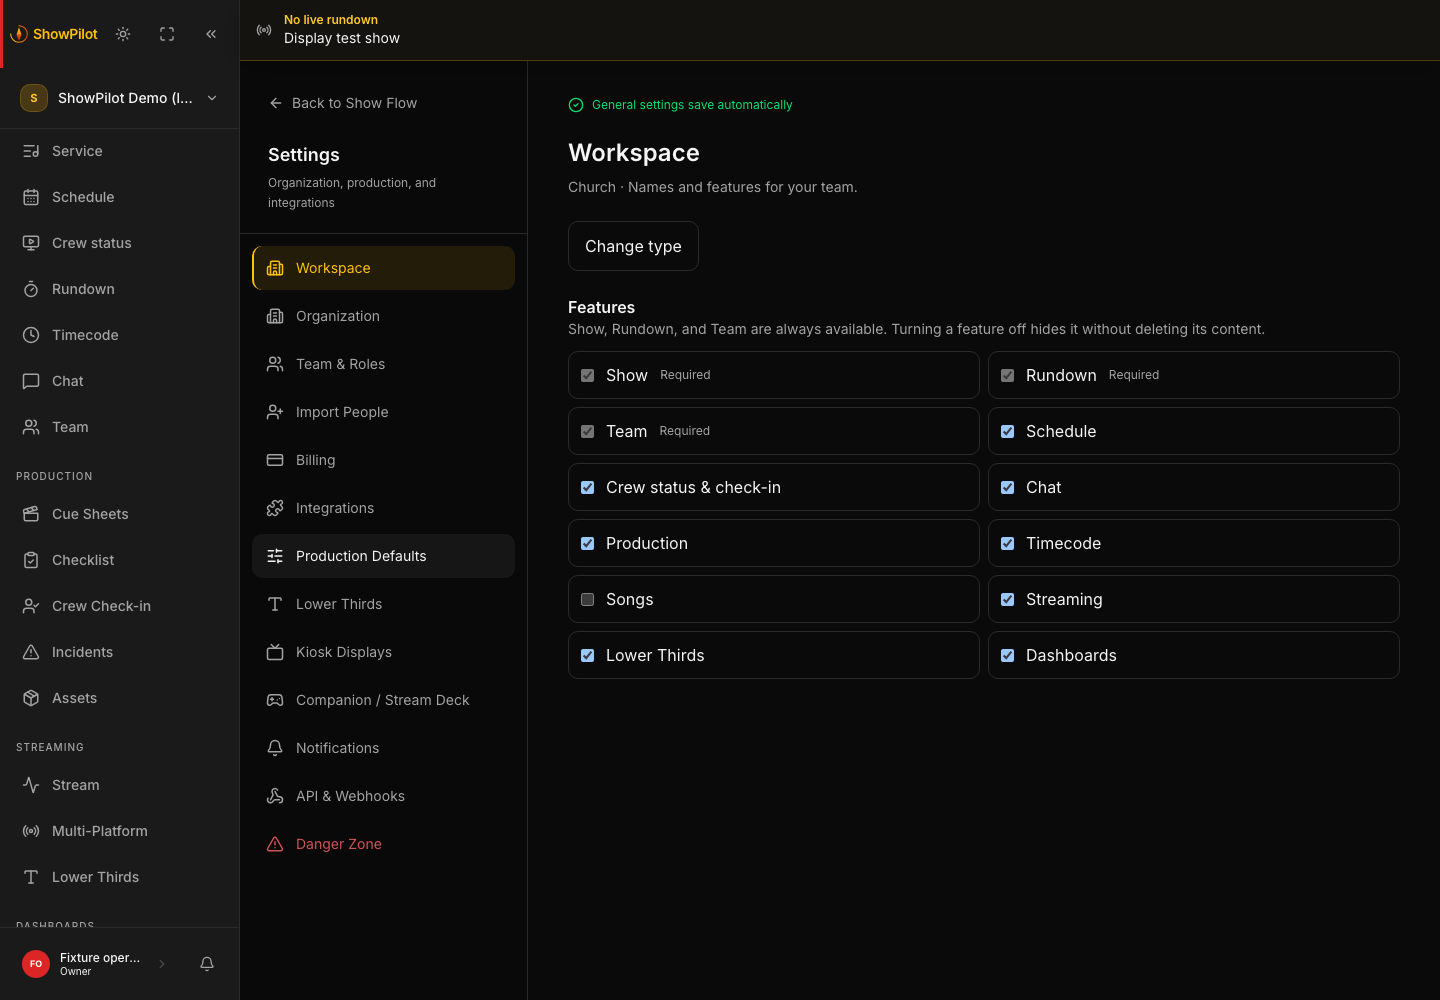 ShowPilot
S
ShowPilot Demo (I...
Service
Schedule
Crew status
Rundown
Timecode
Chat
Team
PRODUCTION
Cue Sheets
Checklist
Crew Check-in
Incidents
Assets
STREAMING
Stream
Multi-Platform
Lower Thirds
DASHBOARDS
FO
Fixture oper...
Owner
No live rundown
Display test show
Back to Show Flow
Settings
Organization, production, and
integrations
Workspace
Organization
Team & Roles
Import People
Billing
Integrations
Production Defaults
Lower Thirds
Kiosk Displays
Companion / Stream Deck
Notifications
API & Webhooks
Danger Zone
General settings save automatically
Workspace
Church · Names and features for your team.
Change type
Features
Show, Rundown, and Team are always available. Turning a feature off hides it without deleting its content.
Show Required
Rundown Required
Team Required
Schedule
Crew status & check-in
Chat
Production
Timecode
Songs
Streaming
Lower Thirds
Dashboards